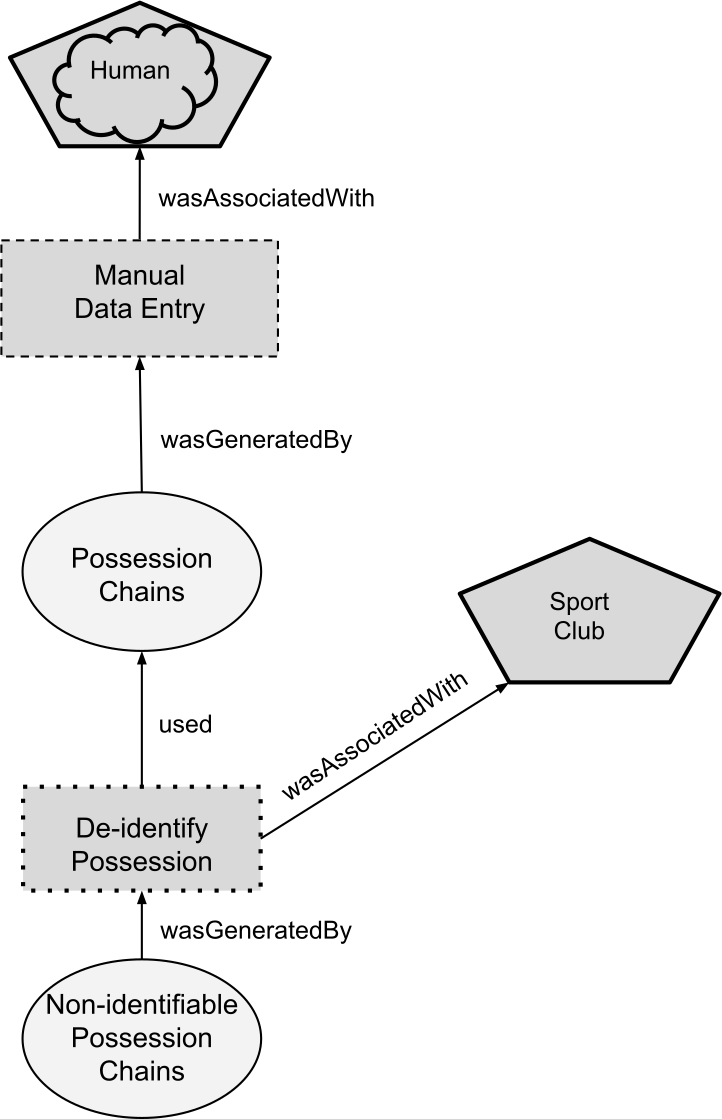 Human
wasAssociatedWith
Manual
Data Entry
wasGeneratedBy
Possession
Chains
Sport
Club
used
wasAssociatedWith
De-identify
Possession
wasGeneratedBy
Non-identifiable
Possession
Chains